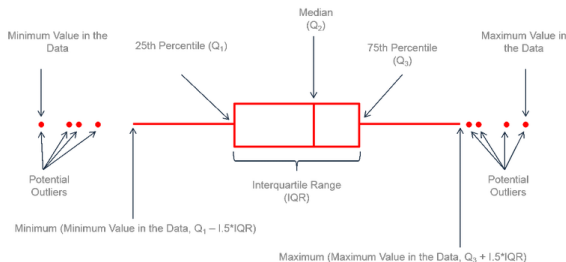 Median
(Q2)
Minimum Value in the
Data
25th Percentile (Q1)
75th Percentile
(Q3)
Maximum Value in
the Data
Potential
Outliers
Interquartile Range
(IQR)
Potential
Outliers
Minimum (Minimum Value in the Data, Q1 – I.5*IQR)
Maximum (Maximum Value in the Data, Q3 + I.5*IQR)